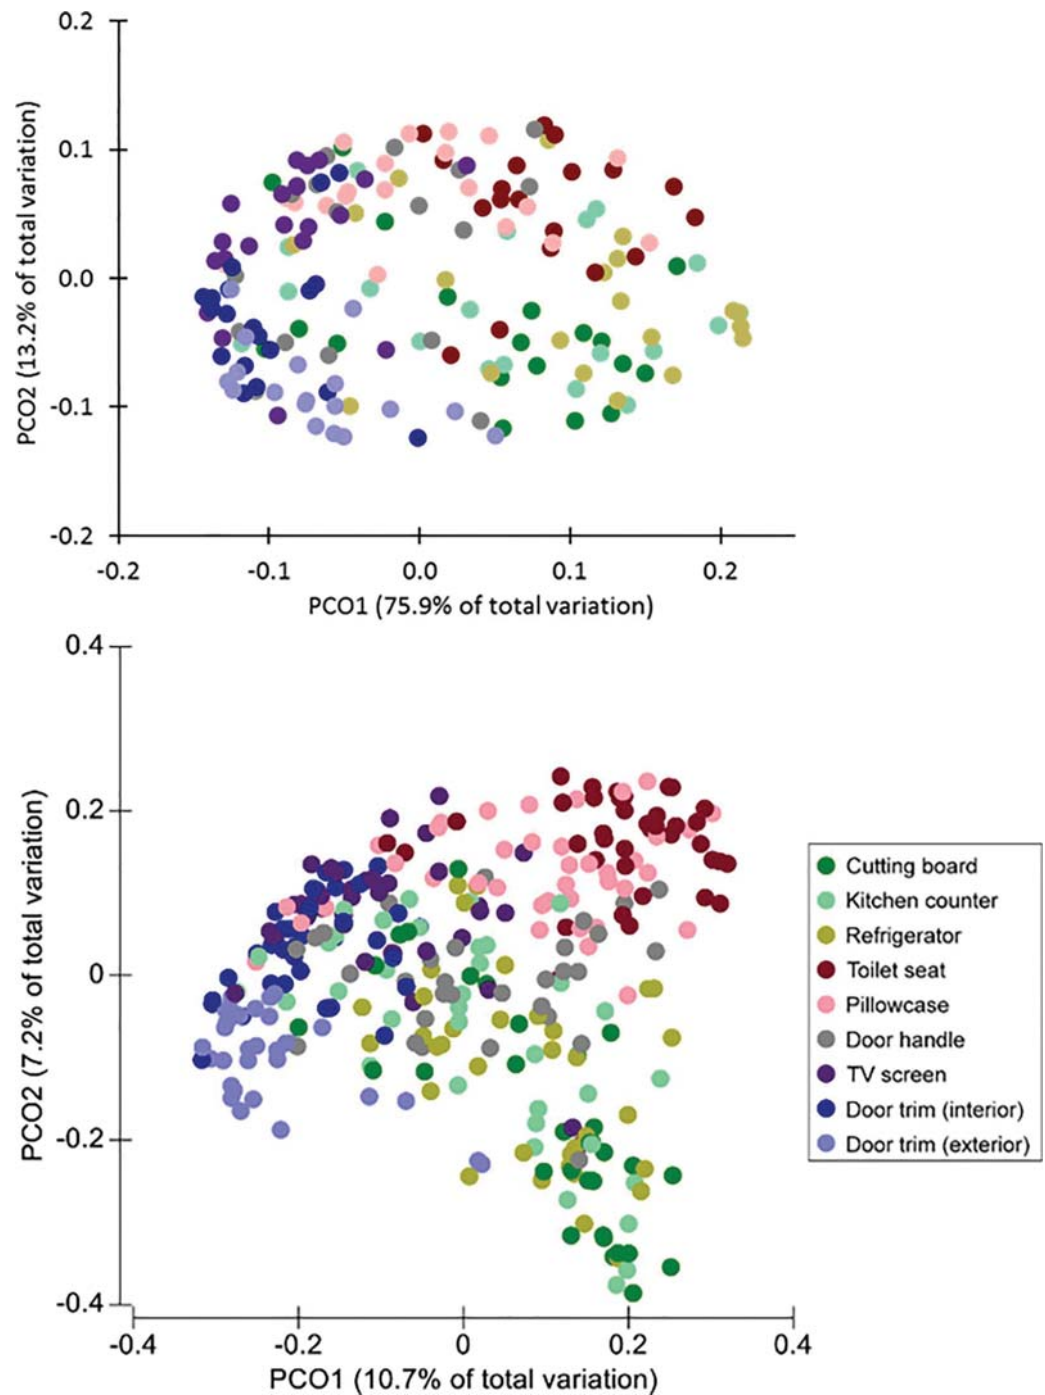 0.2
0.1
0.0
-0.1
-0.2
PCO2 (13.2% of total variation)
-0.2 -0.1 0.0 0.1 0.2
PCO1 (75.9% of total variation)
0.4
0.2
0
-0.2
-0.4
PCO2 (7.2% of total variation)
-0.4 -0.2 0 0.2 0.4
PCO1 (10.7% of total variation)
Cutting board
Kitchen counter
Refrigerator
Toilet seat
Pillowcase
Door handle
TV screen
Door trim (interior)
Door trim (exterior)